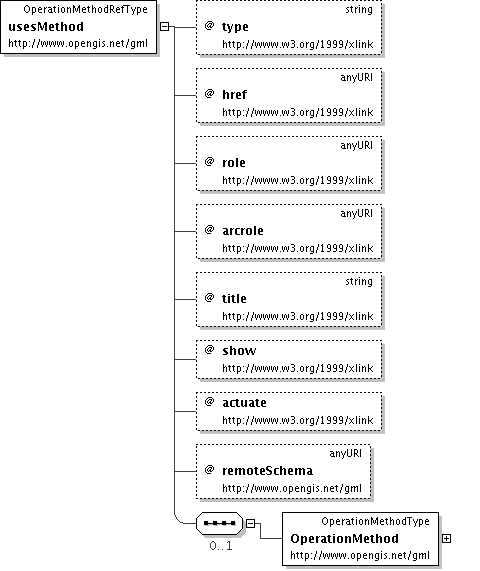 OperationMethodRefType
usesMethod
http://www.opengis.net/gml
string
@ type
http://www.w3.org/1999/xlink
anyURI
@ href
http://www.w3.org/1999/xlink
anyURI
@ role
http://www.w3.org/1999/xlink
anyURI
@ arcrole
http://www.w3.org/1999/xlink
string
@ title
http://www.w3.org/1999/xlink
@ show
http://www.w3.org/1999/xlink
@ actuate
http://www.w3.org/1999/xlink
anyURI
@ remoteSchema
http://www.opengis.net/gml
0..1
OperationMethodType
OperationMethod
http://www.opengis.net/gml